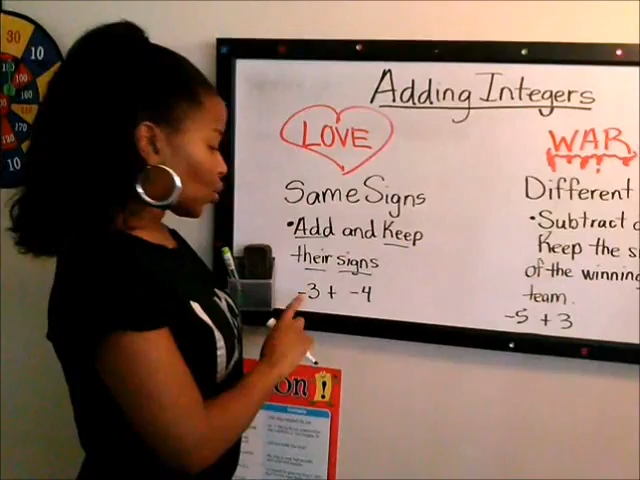 Adding Integers
LOVE
Same Signs
•Add and Keep
their signs
-3 + -4
WAR
Different
•Subtract
Keep the
of the winning
team.
-5 + 3
on!
30
10
10